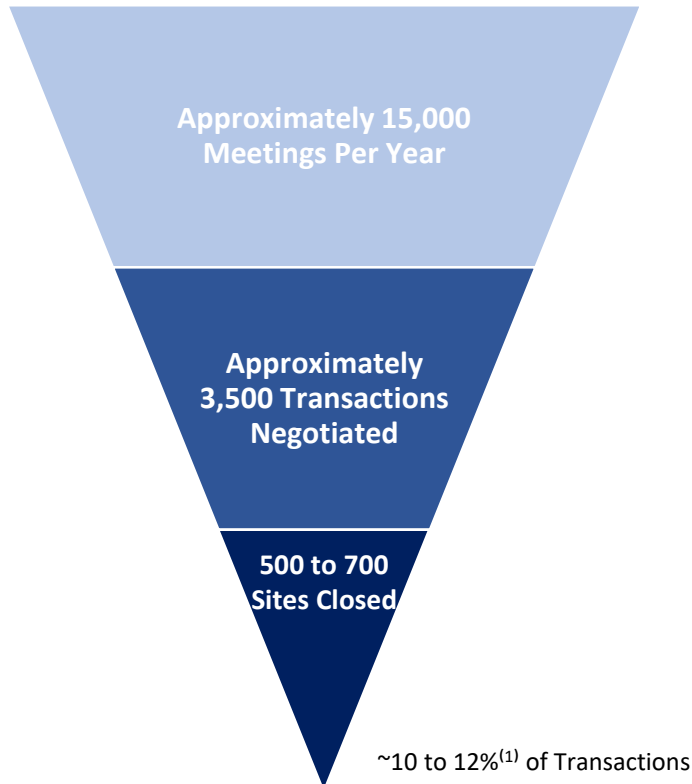 Approximately 15,000
Meetings Per Year
Approximately
3,500 Transactions
Negotiated
500 to 700
Sites Closed
~10 to 12%(1) of Transactions